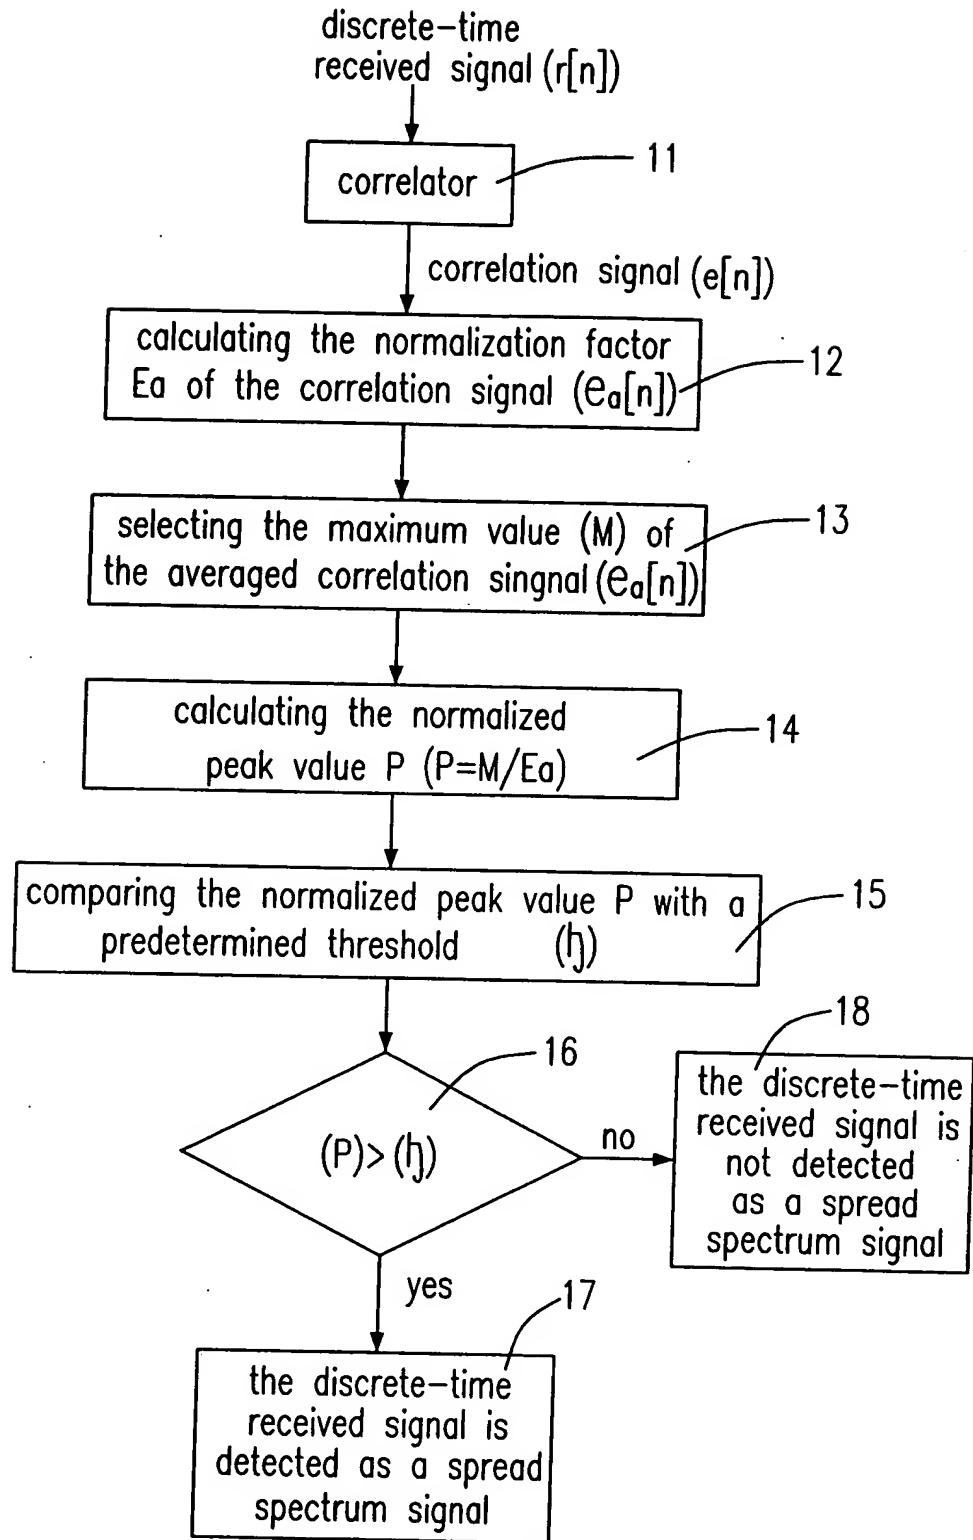 discrete-time
received signal (r[n])
correlator
11
correlation signal (e[n])
calculating the normalization factor
Ea of the correlation signal (ea[n])
12
selecting the maximum value (M) of
the averaged correlation singnal (ea[n])
13
calculating the normalized
peak value P (P=M/Ea)
14
comparing the normalized peak value P with a
predetermined threshold (ђ)
15
16
(P)>(ђ)
no
18
the discrete-time
received signal is
not detected
as a spread
spectrum signal
yes
17
the discrete-time
received signal is
detected as a spread
spectrum signal